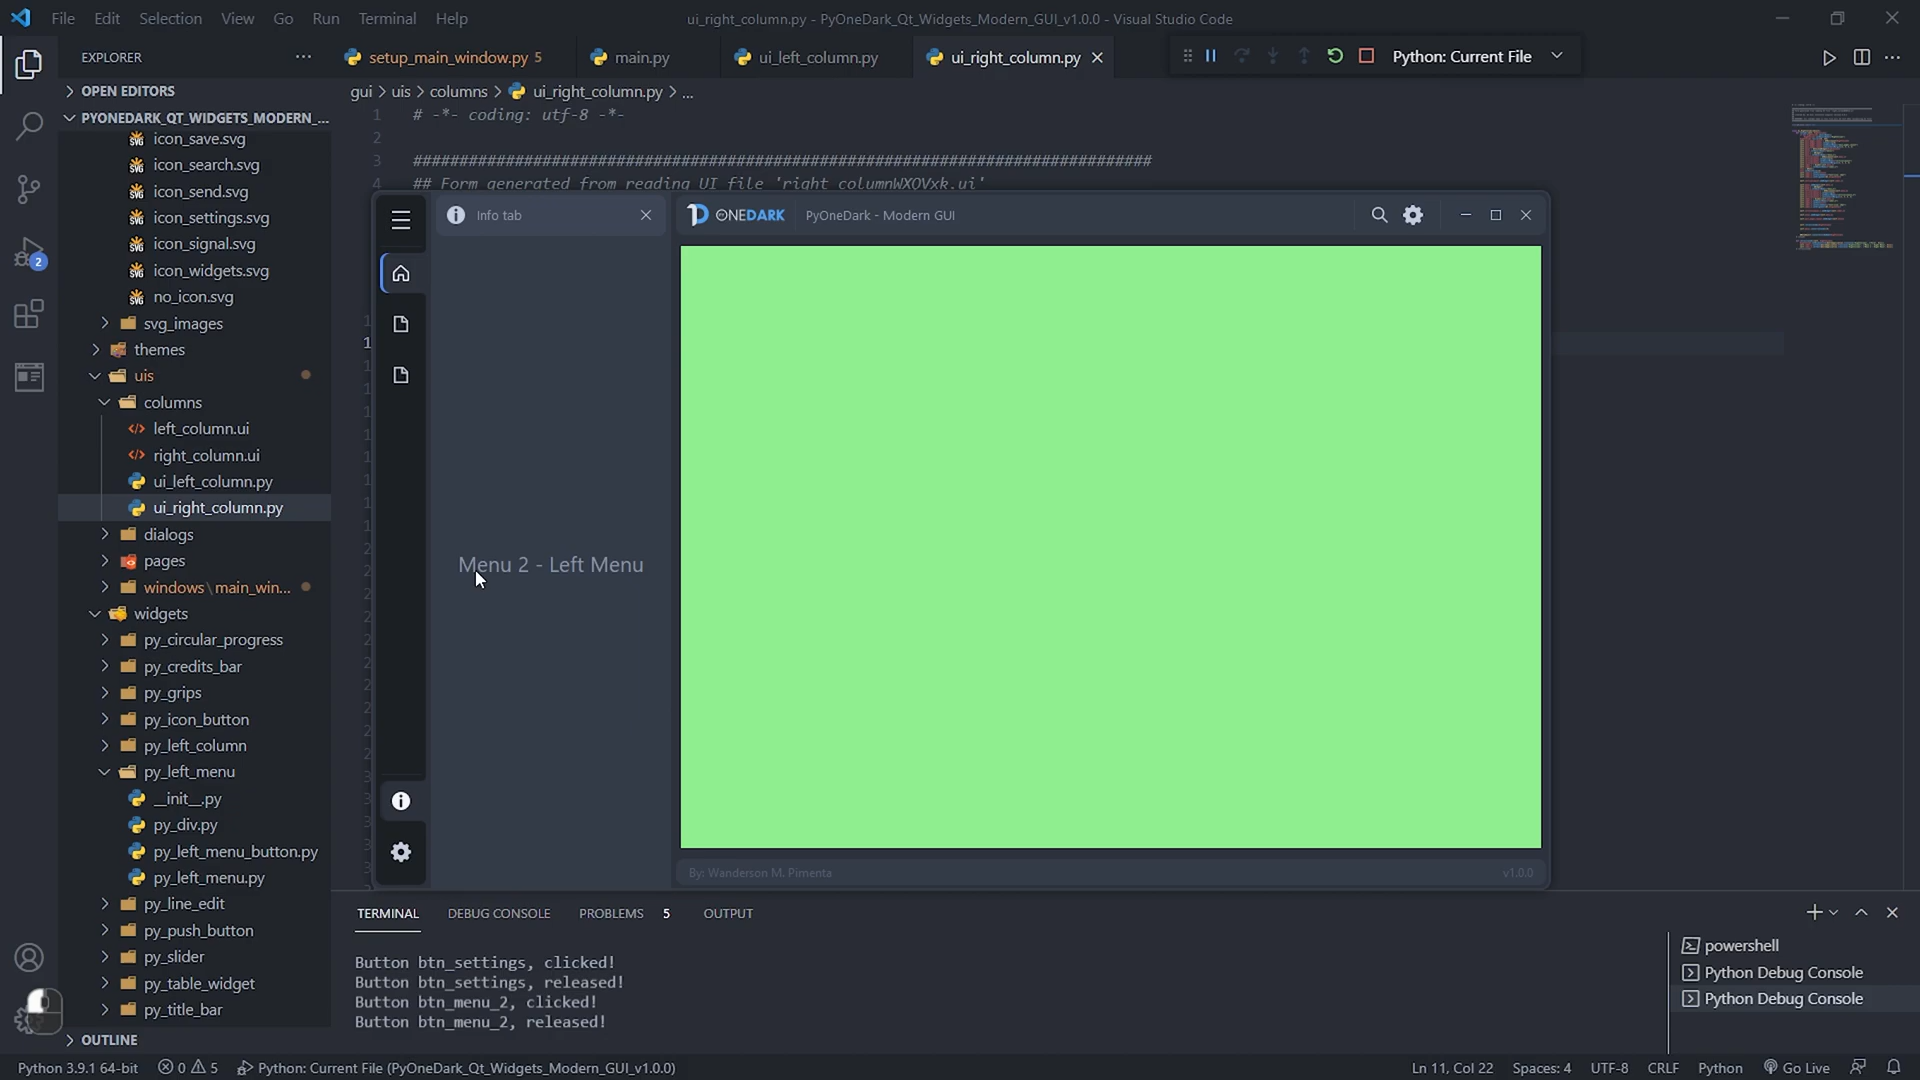 File Edit Selection View Go Run Terminal Help
ui_right_column.py - PyOneDark_Qt_Widgets_Modern_GUI_v1.0.0 - Visual Studio Code
EXPLORER
setup_main_window.py 5
main.py
ui_left_column.py
ui_right_column.py
Python: Current File
OPEN EDITORS
PYONEDARK_QT_WIDGETS_MODERN_...
icon_save.svg
icon_search.svg
icon_send.svg
icon_settings.svg
icon_signal.svg
icon_widgets.svg
no_icon.svg
svg_images
themes
uis
columns
left_column.ui
right_column.ui
ui_left_column.py
ui_right_column.py
dialogs
pages
windows\main_win...
widgets
py_circular_progress
py_credits_bar
py_grips
py_icon_button
py_left_column
py_left_menu
__init__.py
py_div.py
py_left_menu_button.py
py_left_menu.py
py_line_edit
py_push_button
py_slider
py_table_widget
py_title_bar
OUTLINE
2
gui > uis > columns > ui_right_column.py > ...
1 # -*- coding: utf-8 -*-
2
3 ################################################################################
4 ## Form generated from reading UI file 'right_columnWXOVxk.ui'
Info tab
ONEDARK
PyOneDark - Modern GUI
Menu 2 - Left Menu
By: Wanderson M. Pimenta
v1.0.0
TERMINAL DEBUG CONSOLE PROBLEMS 5 OUTPUT
Button btn_settings, clicked!
Button btn_settings, released!
Button btn_menu_2, clicked!
Button btn_menu_2, released!
powershell
Python Debug Console
Python Debug Console
Python 3.9.1 64-bit
0 5
Python: Current File (PyOneDark_Qt_Widgets_Modern_GUI_v1.0.0)
Ln 11, Col 22
Spaces: 4
UTF-8
CRLF
Python
Go Live